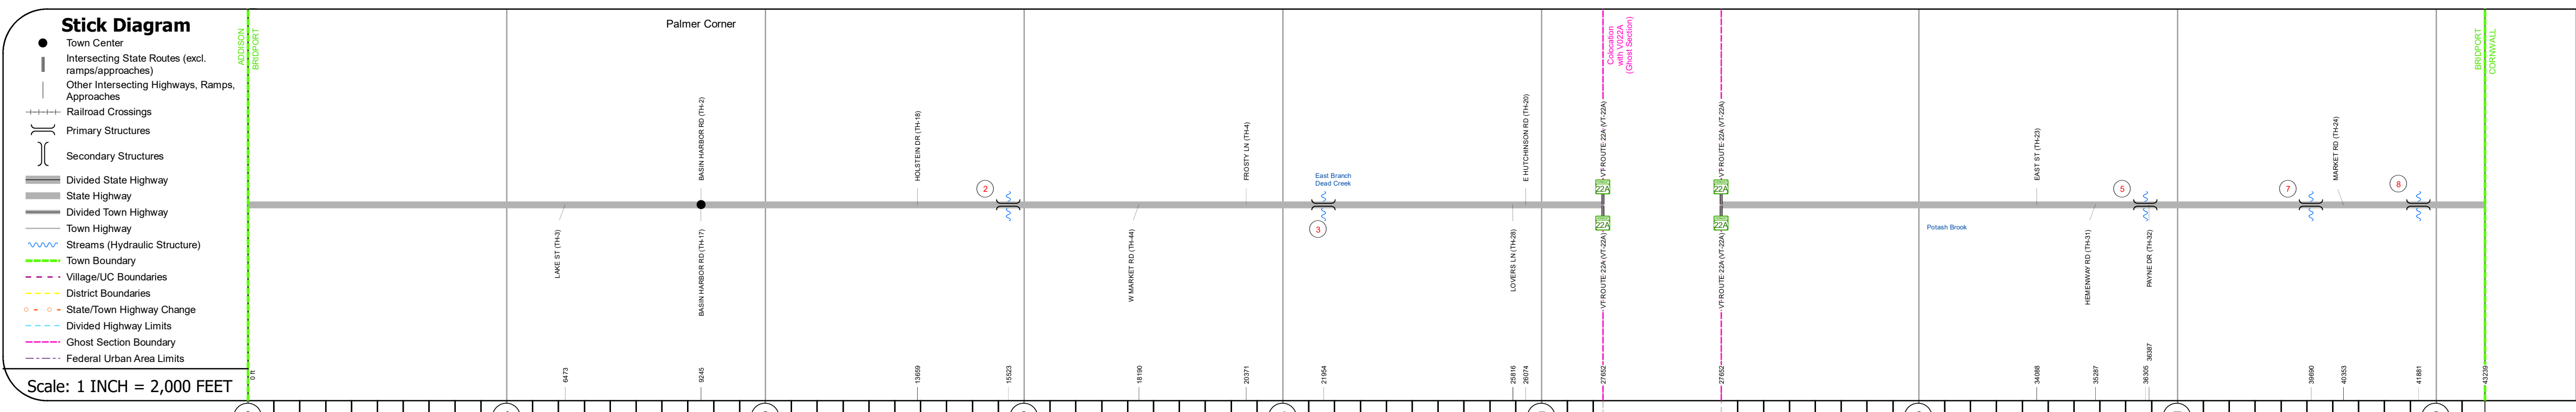 Stick Diagram
Town Center
Intersecting State Routes (excl.
ramps/approaches)
Other Intersecting Highways, Ramps,
Approaches
Railroad Crossings
Primary Structures
Secondary Structures
Divided State Highway
State Highway
Divided Town Highway
Town Highway
Streams (Hydraulic Structure)
Town Boundary
Village/UC Boundaries
District Boundaries
State/Town Highway Change
Divided Highway Limits
Ghost Section Boundary
Federal Urban Area Limits
Scale: 1 INCH = 2,000 FEET
ADDISON
BRIDPORT
Palmer Corner
Colocation
with V022A
(Ghost Section)
BRIDPORT
CORNWALL
LAKE ST (TH-3)
BASIN HARBOR RD (TH-2)
BASIN HARBOR RD (TH-17)
HOLSTEIN DR (TH-18)
2
W MARKET RD (TH-44)
FROSTY LN (TH-4)
East Branch
Dead Creek
3
LOVERS LN (TH-28)
E HUTCHINSON RD (TH-20)
VT-ROUTE-22A (VT-22A)
22A
22A
VT-ROUTE-22A (VT-22A)
VT-ROUTE-22A (VT-22A)
22A
22A
VT-ROUTE-22A (VT-22A)
Potash Brook
EAST ST (TH-23)
HEMENWAY RD (TH-31)
5
PAYNE DR (TH-32)
7
MARKET RD (TH-24)
8
0 ft
6473
9245
13659
15523
18190
20371
21954
25816
26074
27652
27652
34088
35287
36305
36387
39690
40353
41881
43239